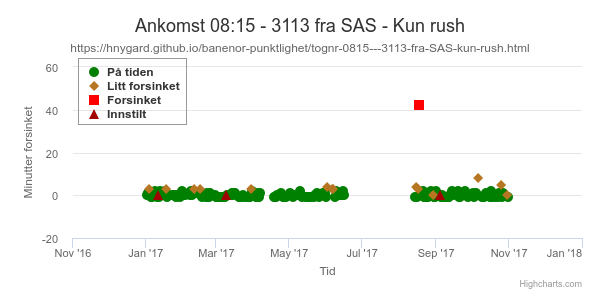 Ankomst 08:15 - 3113 fra SAS - Kun rush
https://hnygard.github.io/banenor-punktlighet/tognr-0815---3113-fra-SAS-kun-rush.html
På tiden
Litt forsinket
Forsinket
Innstilt
Minutter forsinket
60
40
20
0
-20
Nov '16
Jan '17
Mar '17
May '17
Jul '17
Sep '17
Nov '17
Jan '18
Tid
Highcharts.com